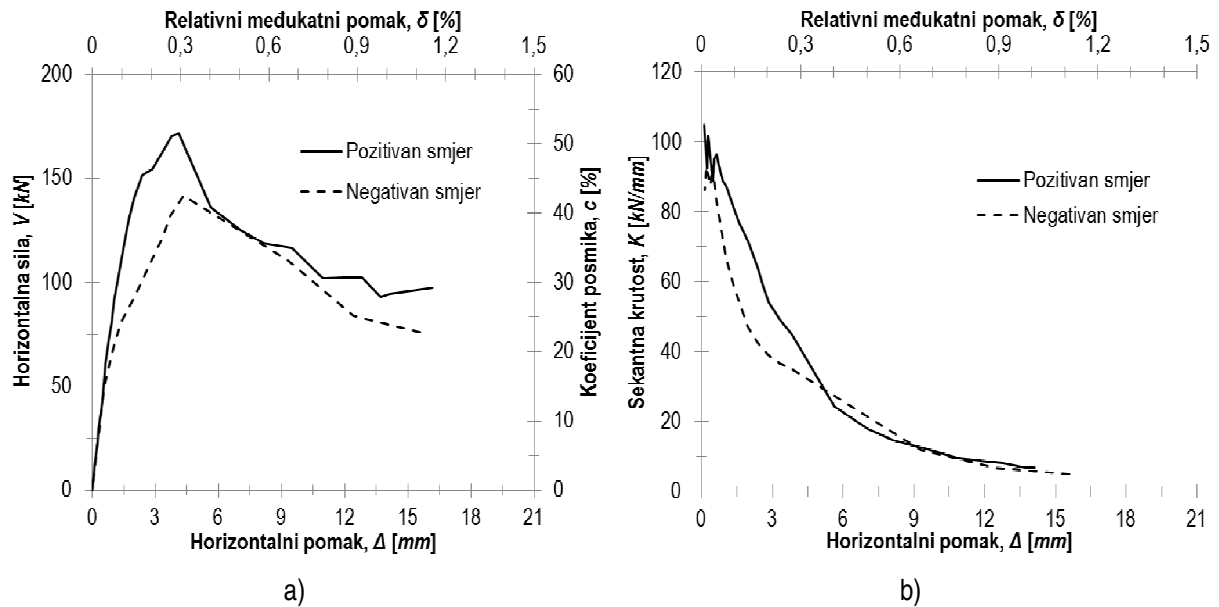 Relativni međukatni pomak, δ [%]
0 0,3 0,6 0,9 1,2 1,5
200
150
100
50
0
Horizontalna sila, V [kN]
Pozitivan smjer
Negativan smjer
60
50
40
30
20
10
0
Koeficijent posmika, c [%]
0 3 6 9 12 15 18 21
Horizontalni pomak, Δ [mm]
a)
Relativni međukatni pomak, δ [%]
0 0,3 0,6 0,9 1,2 1,5
120
100
80
60
40
20
0
Sekantna krutost, K [kN/mm]
Pozitivan smjer
Negativan smjer
0 3 6 9 12 15 18 21
Horizontalni pomak, Δ [mm]
b)